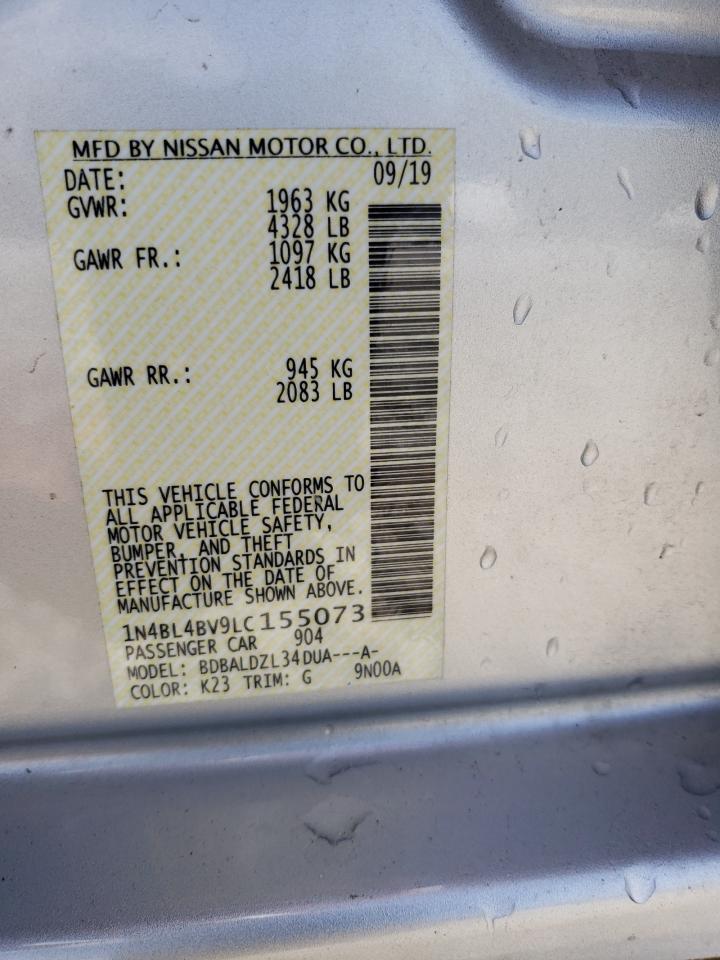 MFD BY NISSAN MOTOR CO., LTD.
DATE: 09/19
GVWR: 1963 KG
4328 LB
GAWR FR.: 1097 KG
2418 LB
GAWR RR.: 945 KG
2083 LB
THIS VEHICLE CONFORMS TO
ALL APPLICABLE FEDERAL
MOTOR VEHICLE SAFETY,
BUMPER, AND THEFT
PREVENTION STANDARDS IN
EFFECT ON THE DATE OF
MANUFACTURE SHOWN ABOVE.
1N4BL4BV9LC155073
PASSENGER CAR 904
MODEL: BDBALDZL34DUA---A-
COLOR: K23 TRIM: G 9N00A